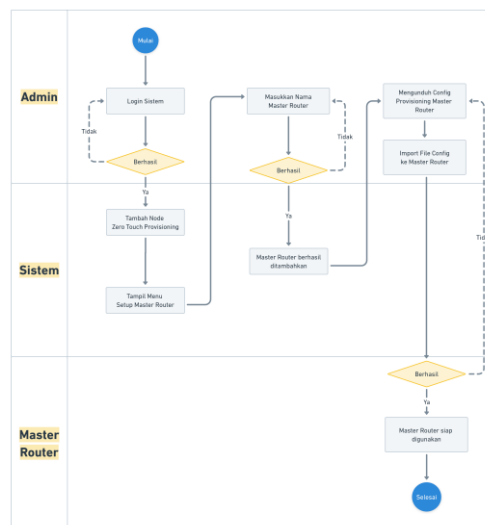 Mulai
Admin
Login Sistem
Tidak
Berhasil
Ya
Masukkan Nama
Master Router
Tidak
Berhasil
Ya
Mengunduh Config
Provisioning Master
Router
Import File Config
ke Master Router
Sistem
Tambah Node
Zero Touch Provisioning
Tampil Menu
Setup Master Router
Master Router berhasil
ditambahkan
Master
Router
Berhasil
Ya
Master Router siap
digunakan
Selesai